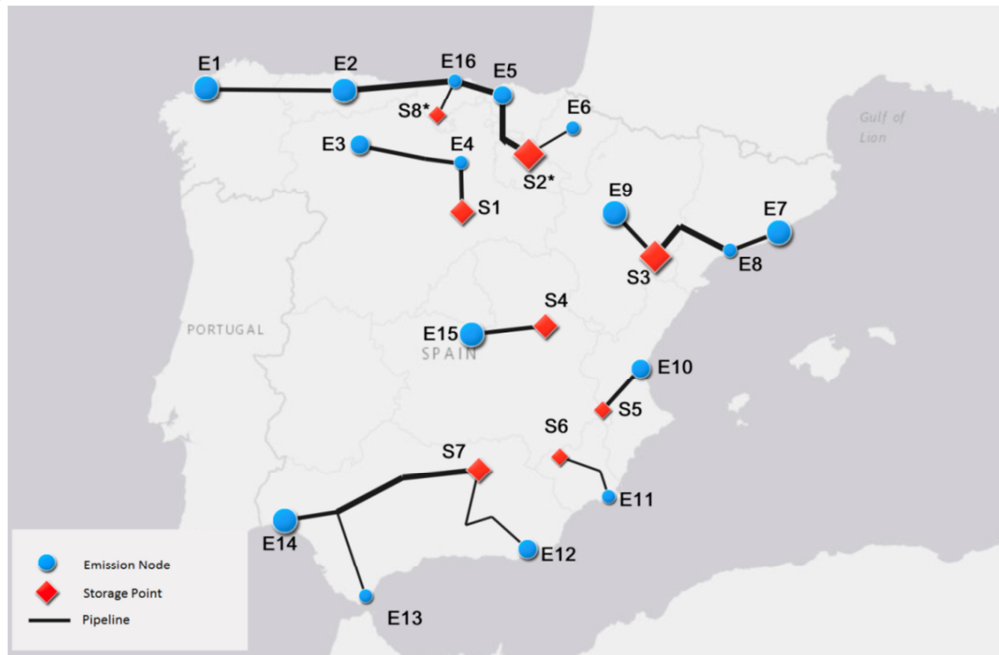 E1
E2
E16
E5
S8*
E6
E3
E4
S2*
E9
S1
E7
S3
E8
S4
E15
E10
S5
S6
S7
E11
E14
E12
E13
Gulf of
Lion
PORTUGAL
SPAIN
Emission Node
Storage Point
Pipeline